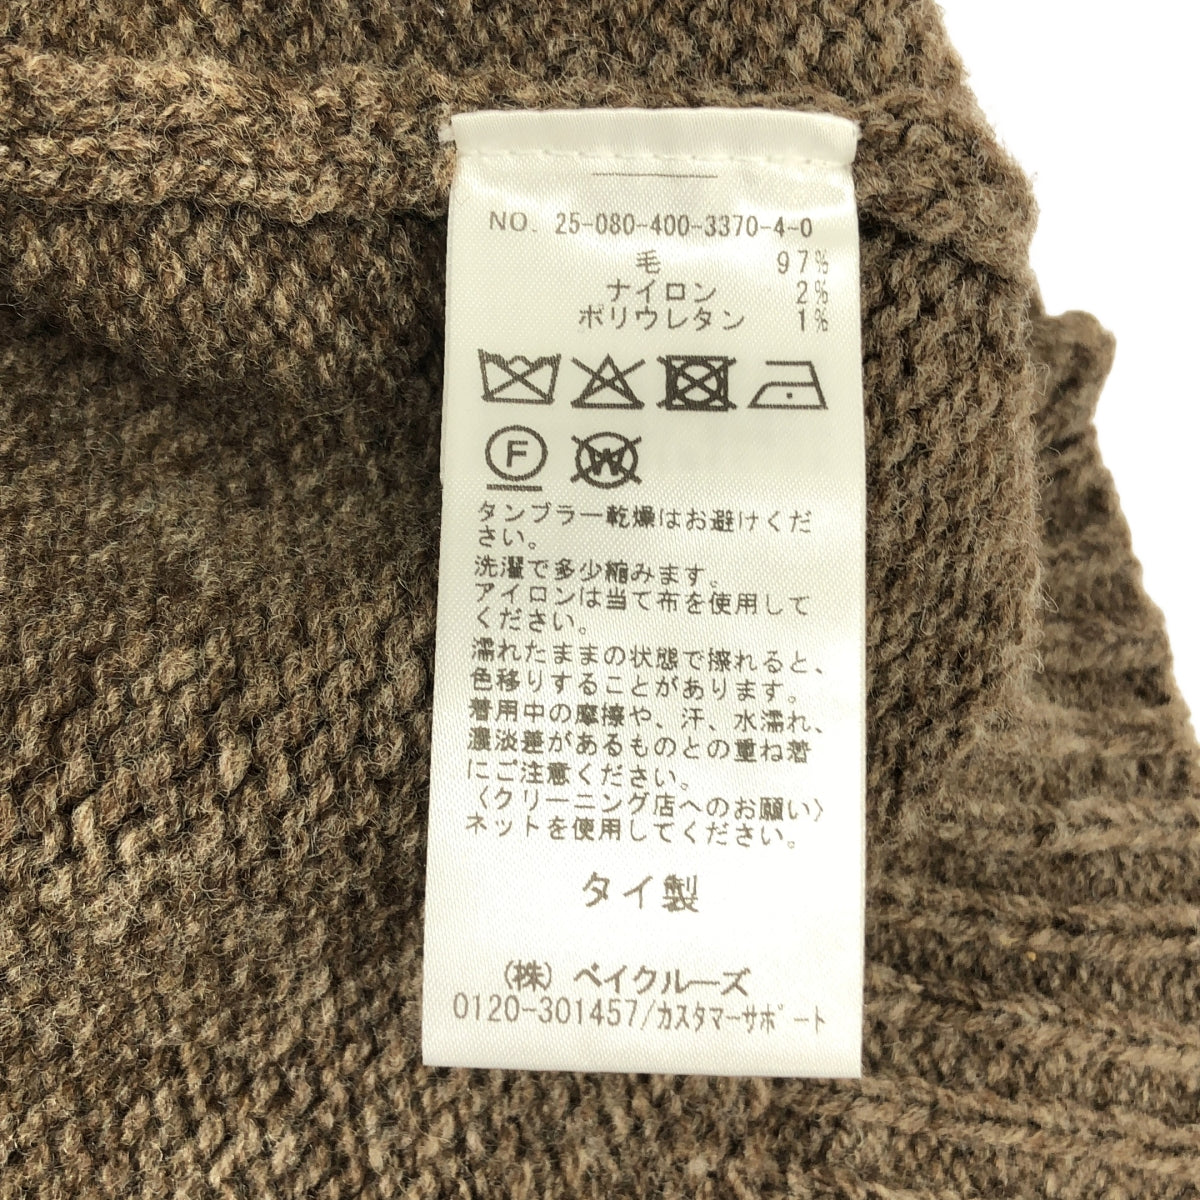 NO. 25-080-400-3370-4-0
毛 97%
ナイロン 2%
ポリウレタン 1%
F
W
タンブラー乾燥はお避けくだ
さい。
洗濯で多少縮みます。
アイロンは当て布を使用して
ください。
濡れたままの状態で擦れると、
色移りすることがあります。
着用中の摩擦や、汗、水濡れ、
濃淡差があるものとの重ね着
にご注意ください。
〈クリーニング店へのお願い〉
ネットを使用してください。
タイ製
(株) ベイクルーズ
0120-301457/カスタマーサポート